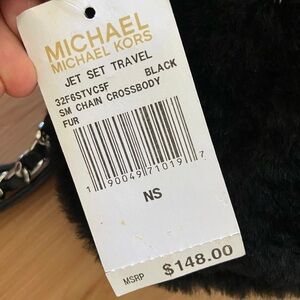 MICHAEL
MICHAEL KORS
JET SET TRAVEL
32F6STVC5F BLACK
SM CHAIN CROSSBODY
FUR
1 90049 71019 7
NS
MSRP $148.00